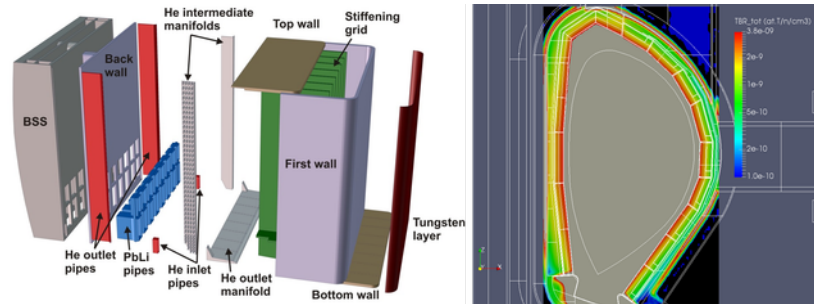 He intermediate
manifolds
Top wall
Stiffening
grid
Back
wall
BSS
First wall
Tungsten
layer
He outlet
pipes
PbLi
pipes
He inlet
pipes
He outlet
manifold
Bottom wall
TBR_tot (at.T/n/cm3)
3.8e-09
2e-9
1e-9
5e-10
2e-10
1.0e-10
Z
Y
X